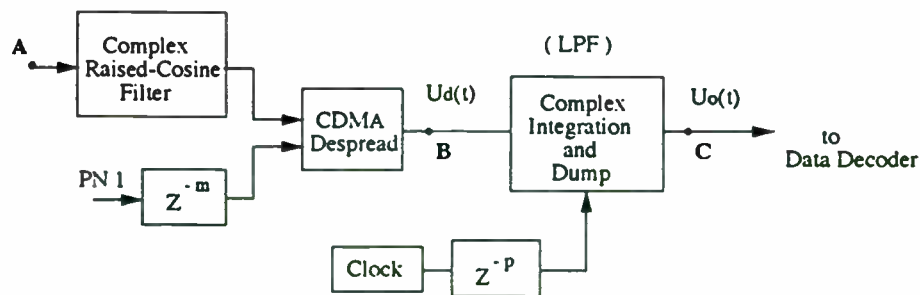 A
Complex
Raised-Cosine
Filter
PN 1
Z^-m
CDMA
Despread
Ud(t)
B
( LPF )
Complex
Integration
and
Dump
Uo(t)
C
to
Data Decoder
Clock
Z^-p